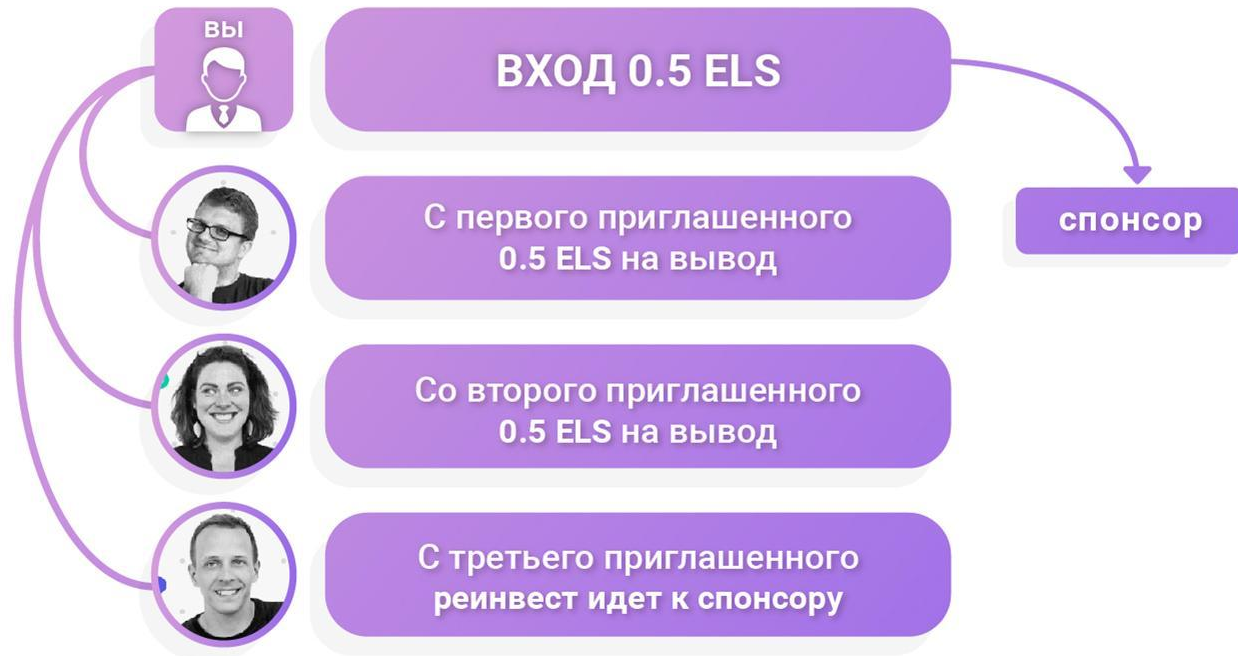 ВЫ
ВХОД 0.5 ELS
С первого приглашенного
0.5 ELS на вывод
спонсор
Со второго приглашенного
0.5 ELS на вывод
С третьего приглашенного
реинвест идет к спонсору